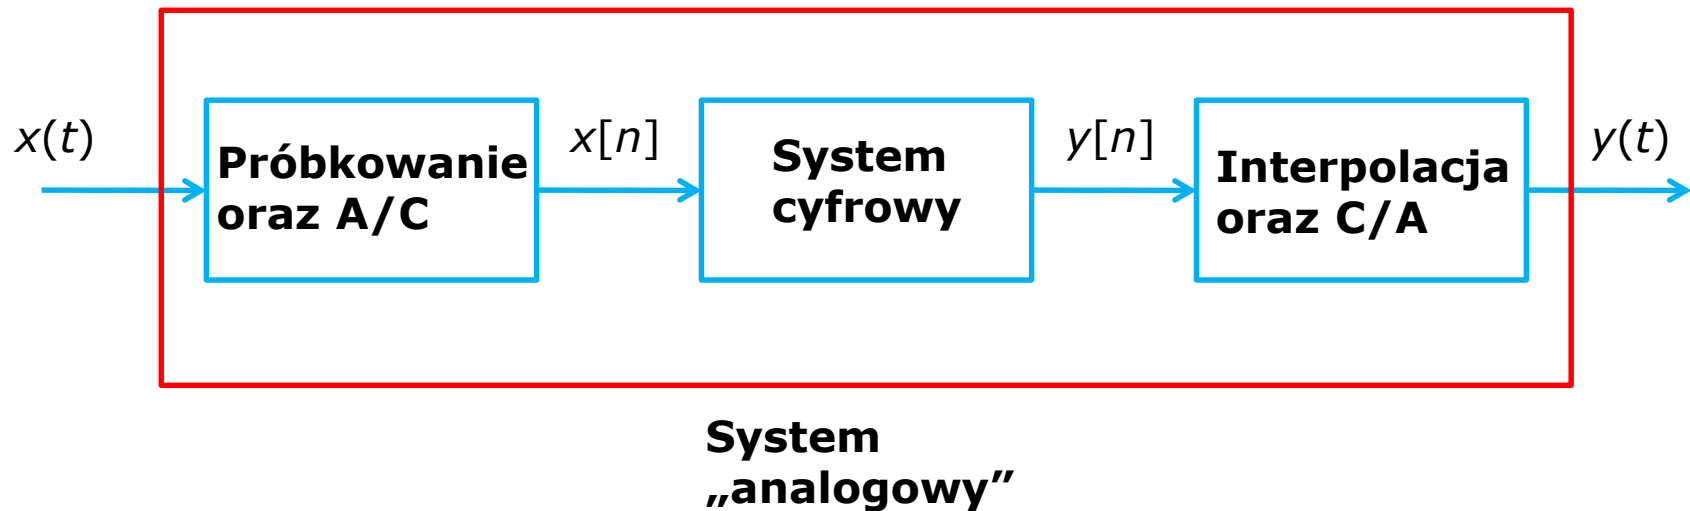 x(t)
Próbkowanie
oraz A/C
x[n]
System
cyfrowy
y[n]
Interpolacja
oraz C/A
y(t)
System
„analogowy”